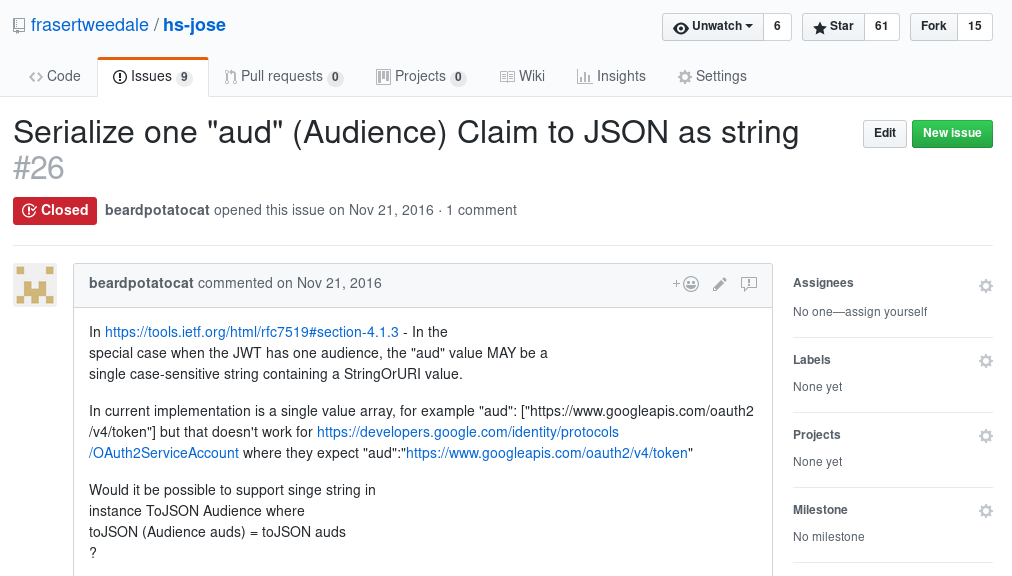 frasertweedale / hs-jose
Unwatch 6 Star 61 Fork 15
Code Issues 9 Pull requests 0 Projects 0 Wiki Insights Settings
Serialize one "aud" (Audience) Claim to JSON as string
#26
Edit New issue
Closed beardpotatocat opened this issue on Nov 21, 2016 · 1 comment
beardpotatocat commented on Nov 21, 2016
In https://tools.ietf.org/html/rfc7519#section-4.1.3 - In the
special case when the JWT has one audience, the "aud" value MAY be a
single case-sensitive string containing a StringOrURI value.
In current implementation is a single value array, for example "aud": ["https://www.googleapis.com/oauth2
/v4/token"] but that doesn't work for https://developers.google.com/identity/protocols
/OAuth2ServiceAccount where they expect "aud":"https://www.googleapis.com/oauth2/v4/token"
Would it be possible to support singe string in
instance ToJSON Audience where
toJSON (Audience auds) = toJSON auds
?
Assignees
No one—assign yourself
Labels
None yet
Projects
None yet
Milestone
No milestone